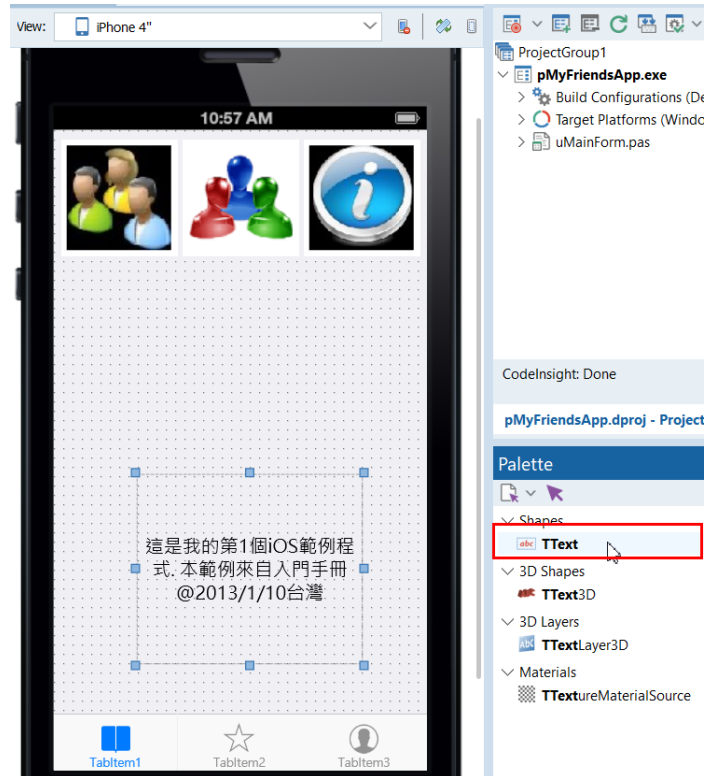 View:
iPhone 4"
10:57 AM
這是我的第1個iOS範例程
式. 本範例來自入門手冊
@2013/1/10台灣
TabItem1
TabItem2
TabItem3
ProjectGroup1
pMyFriendsApp.exe
Build Configurations (De
Target Platforms (Windo
uMainForm.pas
CodeInsight: Done
pMyFriendsApp.dproj - Project
Palette
Shapes
abc TText
3D Shapes
TText3D
3D Layers
TTextLayer3D
Materials
TTextureMaterialSource